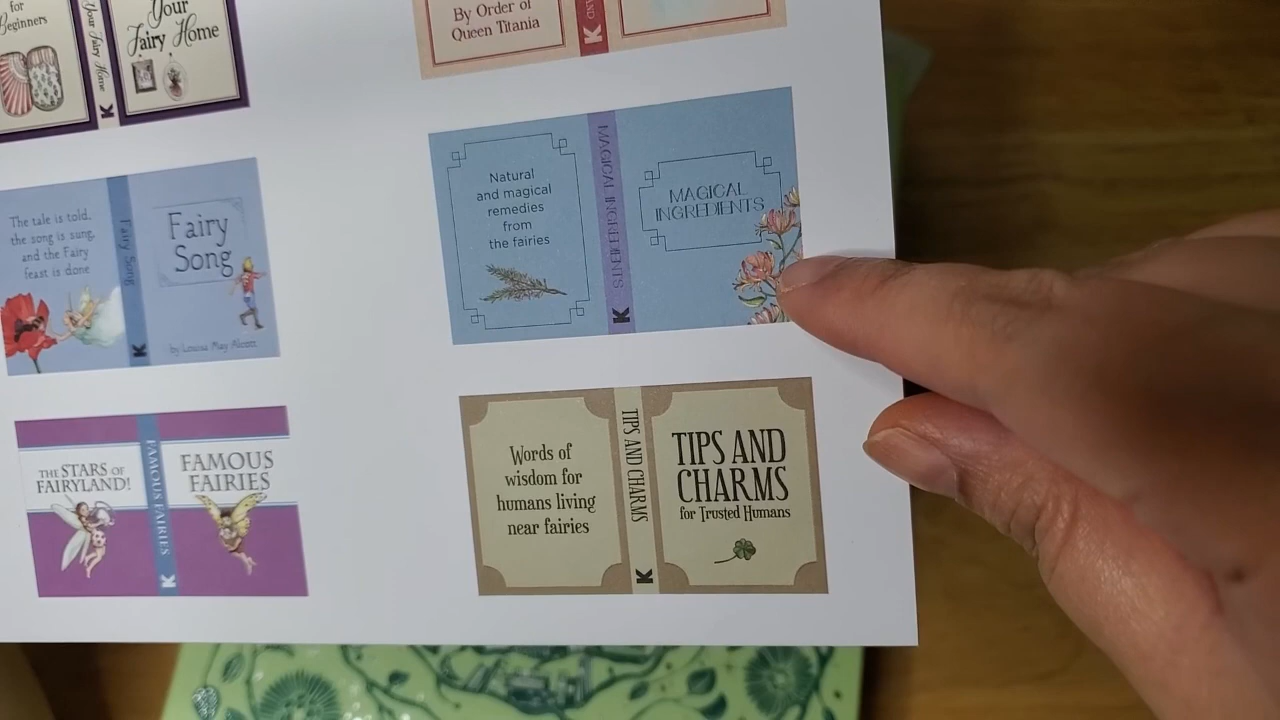 for
Beginners
Your Fairy Home
K
Your
Fairy Home
By Order of
Queen Titania
AND
K
The tale is told,
the song is sung,
and the Fairy
feast is done
Fairy Song
K
Fairy
Song
by Louisa May Alcott
Natural
and magical
remedies
from
the fairies
MAGICAL INGREDIENTS
K
MAGICAL
INGREDIENTS
THE STARS OF
FAIRYLAND!
FAMOUS FAIRIES
K
FAMOUS
FAIRIES
Words of
wisdom for
humans living
near fairies
TIPS AND CHARMS
K
TIPS AND
CHARMS
for Trusted Humans